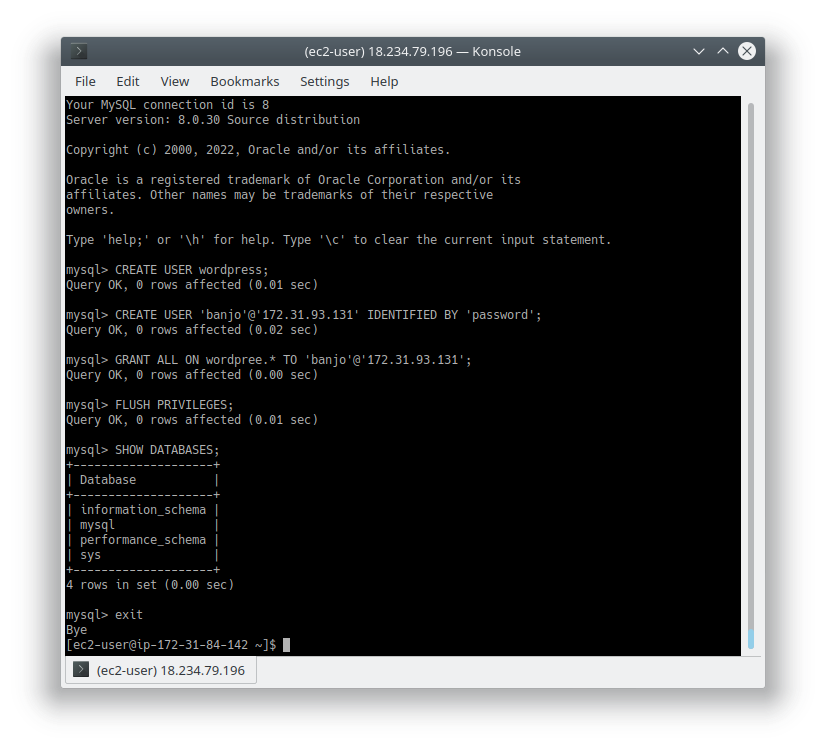 (ec2-user) 18.234.79.196 — Konsole
File Edit View Bookmarks Settings Help
Your MySQL connection id is 8
Server version: 8.0.30 Source distribution
Copyright (c) 2000, 2022, Oracle and/or its affiliates.
Oracle is a registered trademark of Oracle Corporation and/or its
affiliates. Other names may be trademarks of their respective
owners.
Type 'help;' or '\h' for help. Type '\c' to clear the current input statement.
mysql> CREATE USER wordpress;
Query OK, 0 rows affected (0.01 sec)
mysql> CREATE USER 'banjo'@'172.31.93.131' IDENTIFIED BY 'password';
Query OK, 0 rows affected (0.02 sec)
mysql> GRANT ALL ON wordpree.* TO 'banjo'@'172.31.93.131';
Query OK, 0 rows affected (0.00 sec)
mysql> FLUSH PRIVILEGES;
Query OK, 0 rows affected (0.01 sec)
mysql> SHOW DATABASES;
+--------------------+
| Database           |
+--------------------+
| information_schema |
| mysql              |
| performance_schema |
| sys                |
+--------------------+
4 rows in set (0.00 sec)
mysql> exit
Bye
[ec2-user@ip-172-31-84-142 ~]$
(ec2-user) 18.234.79.196